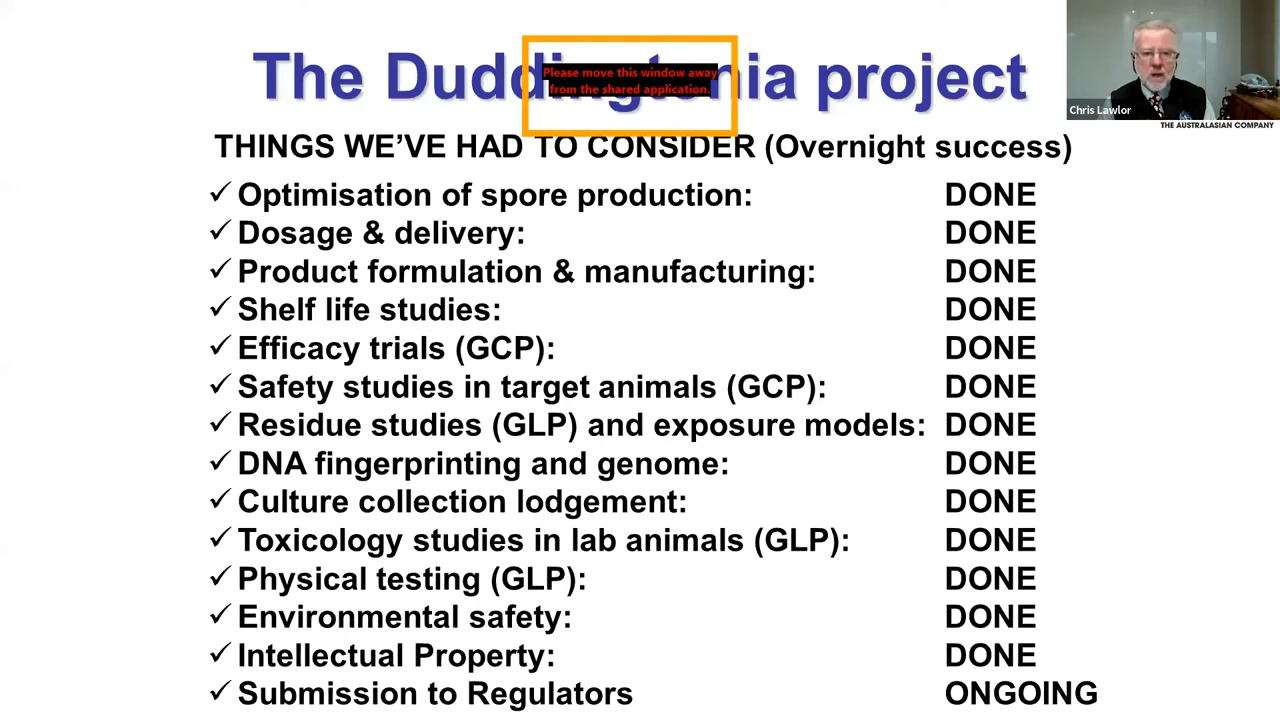 The Duddingtonia project
Please move this window away
from the shared application.
Chris Lawlor
THE AUSTRALASIAN COMPANY
THINGS WE'VE HAD TO CONSIDER (Overnight success)
✓ Optimisation of spore production: DONE
✓ Dosage & delivery: DONE
✓ Product formulation & manufacturing: DONE
✓ Shelf life studies: DONE
✓ Efficacy trials (GCP): DONE
✓ Safety studies in target animals (GCP): DONE
✓ Residue studies (GLP) and exposure models: DONE
✓ DNA fingerprinting and genome: DONE
✓ Culture collection lodgement: DONE
✓ Toxicology studies in lab animals (GLP): DONE
✓ Physical testing (GLP): DONE
✓ Environmental safety: DONE
✓ Intellectual Property: DONE
✓ Submission to Regulators ONGOING